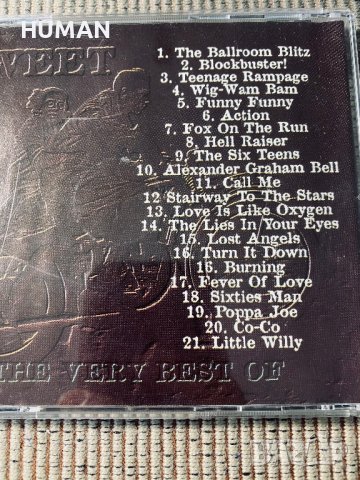 HUMAN
WEET
1. The Ballroom Blitz
2. Blockbuster!
3. Teenage Rampage
4. Wig-Wam Bam
5. Funny Funny
6. Action
7. Fox On The Run
8. Hell Raiser
9. The Six Teens
10. Alexander Graham Bell
11. Call Me
12 Stairway To The Stars
13. Love Is Like Oxygen
14. The Lies In Your Eyes
15. Lost Angels
16. Turn It Down
15. Burning
17. Fever Of Love
18. Sixties Man
19. Poppa Joe
20. Co-Co
21. Little Willy
THE VERY BEST OF